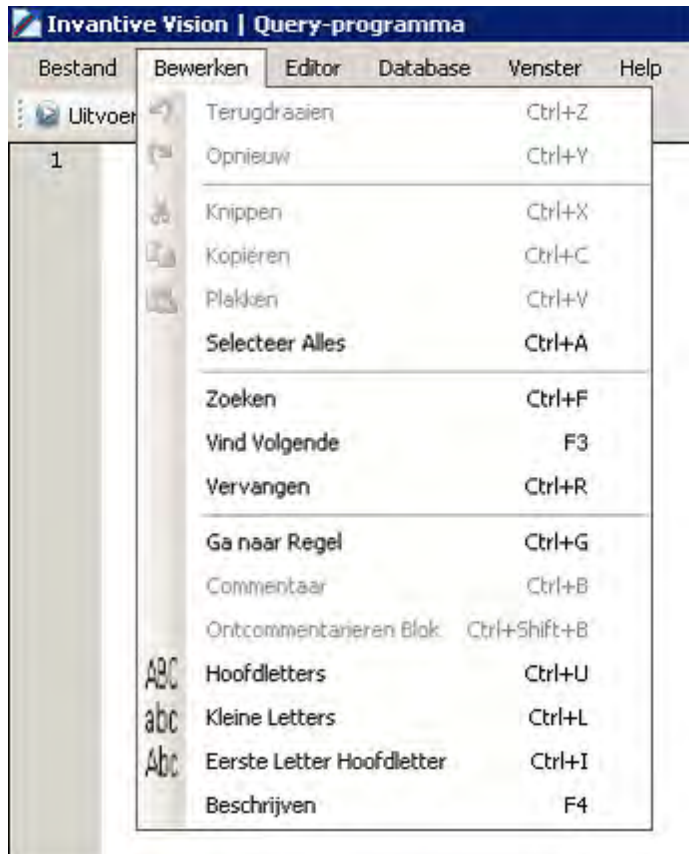 Invantive Vision | Query-programma
Bestand Bewerken Editor Database Venster Help
Uitvoer
1
Terugdraaien Ctrl+Z
Opnieuw Ctrl+Y
Knippen Ctrl+X
Kopiëren Ctrl+C
Plakken Ctrl+V
Selecteer Alles Ctrl+A
Zoeken Ctrl+F
Vind Volgende F3
Vervangen Ctrl+R
Ga naar Regel Ctrl+G
Commentaar Ctrl+B
Ontcommentariëren Blok Ctrl+Shift+B
ABC Hoofdletters Ctrl+U
abc Kleine Letters Ctrl+L
Abc Eerste Letter Hoofdletter Ctrl+I
Beschrijven F4